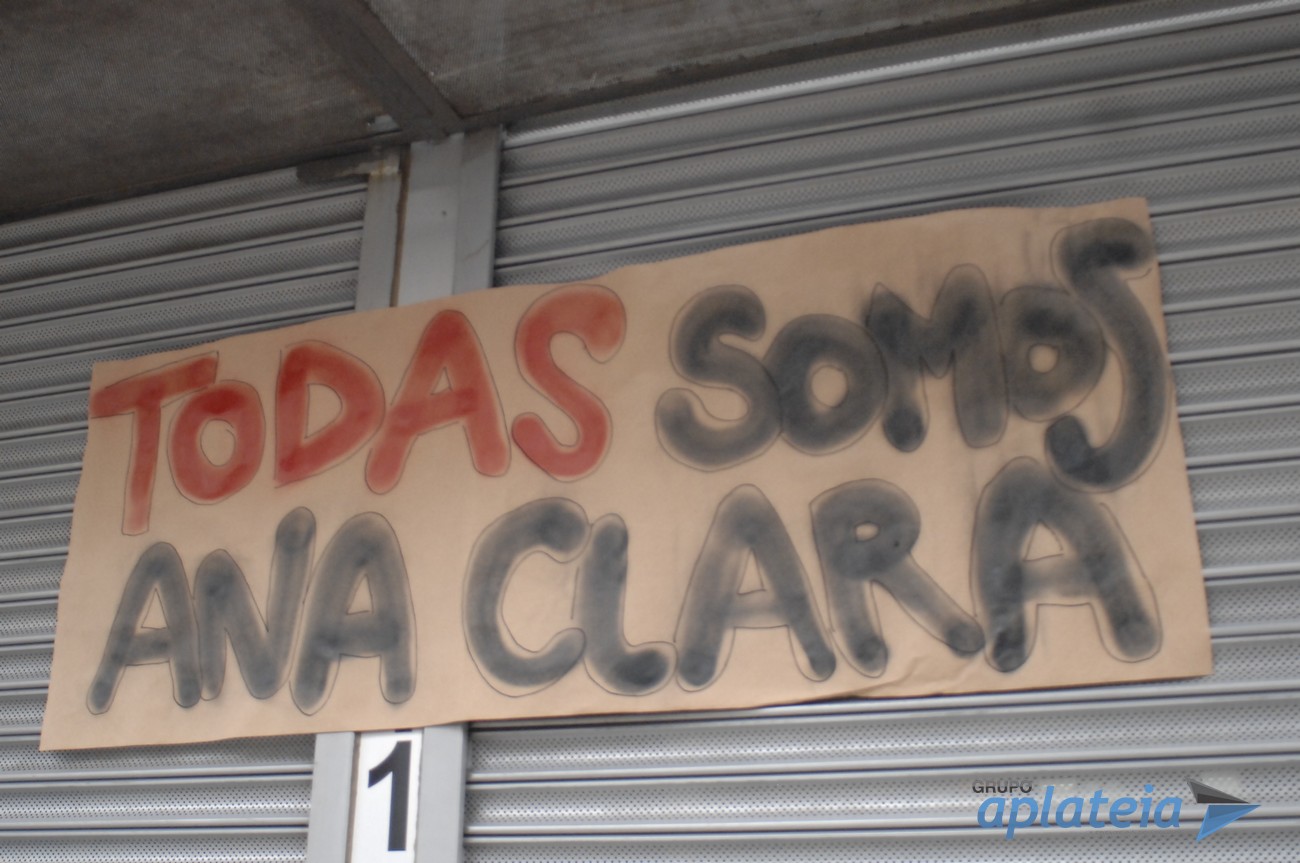 TODAS SOMOS
ANA CLARA
1
GRUPO
aplateia